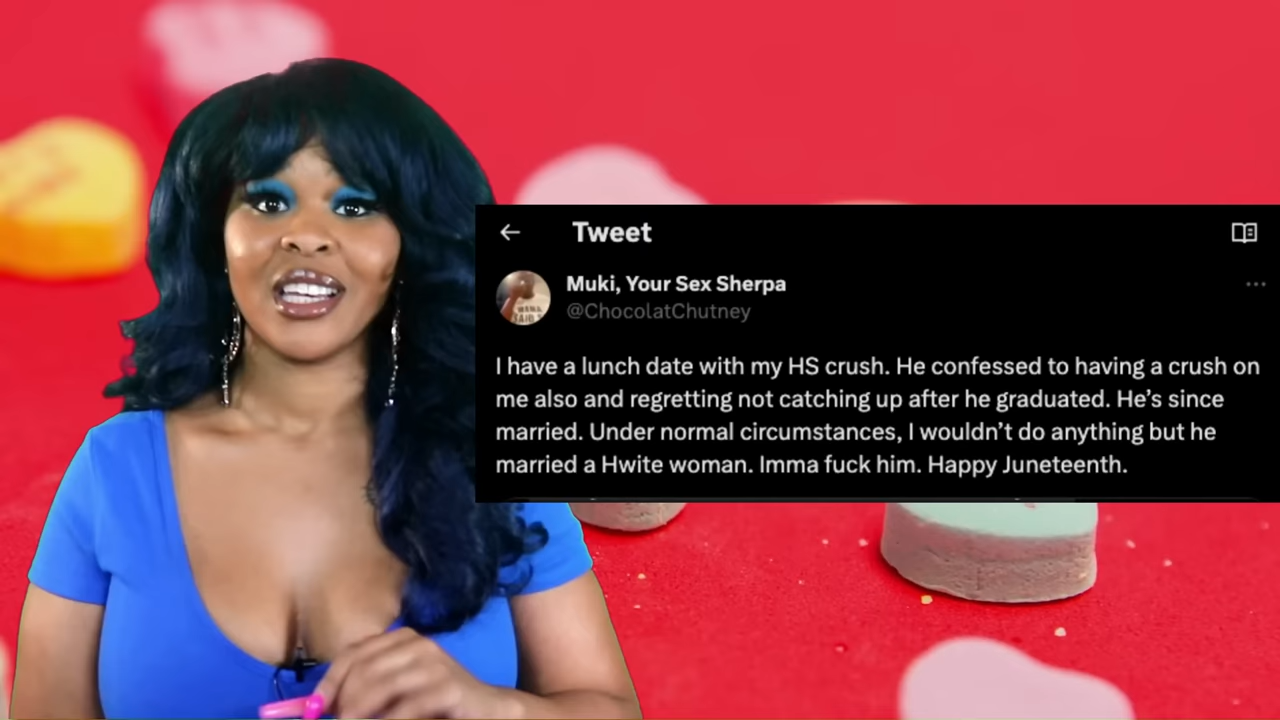 Tweet
Muki, Your Sex Sherpa
@ChocolatChutney
I have a lunch date with my HS crush. He confessed to having a crush on
me also and regretting not catching up after he graduated. He’s since
married. Under normal circumstances, I wouldn’t do anything but he
married a Hwite woman. Imma fuck him. Happy Juneteenth.